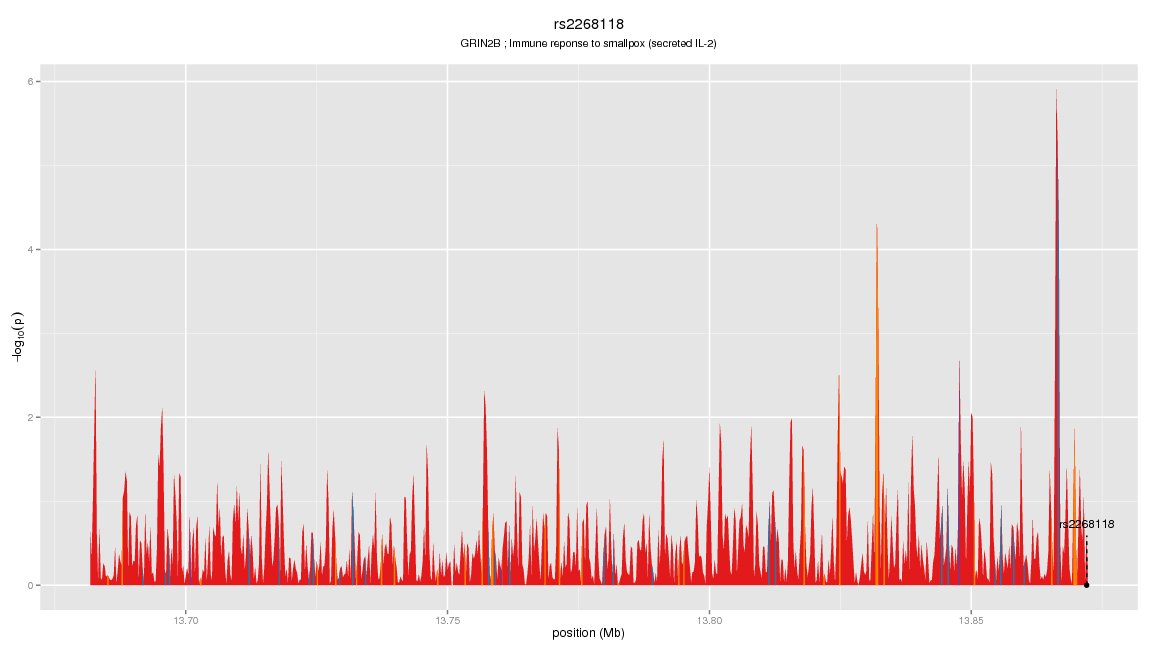 rs2268118
GRIN2B ; Immune reponse to smallpox (secreted IL-2)
6
4
2
0
−log10(p)
rs2268118
13.70
13.75
13.80
13.85
position (Mb)